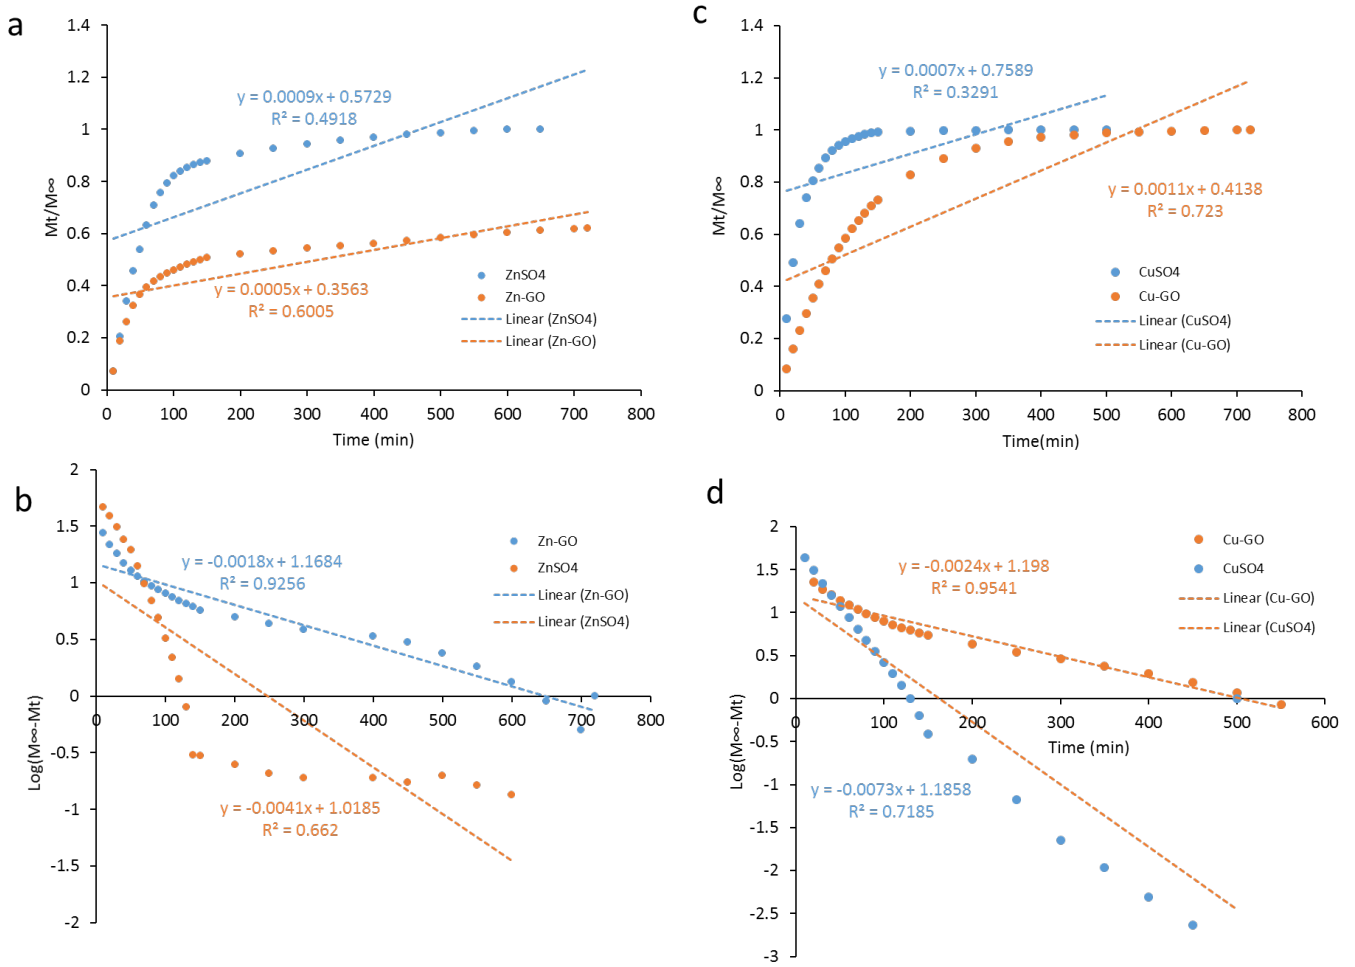 a
1.4
1.2
1
0.8
0.6
0.4
0.2
0
Mt/M∞
y = 0.0009x + 0.5729
R² = 0.4918
y = 0.0005x + 0.3563
R² = 0.6005
ZnSO4
Zn-GO
Linear (ZnSO4)
Linear (Zn-GO)
0 100 200 300 400 500 600 700 800
Time (min)
c
1.4
1.2
1
0.8
0.6
0.4
0.2
0
Mt/M∞
y = 0.0007x + 0.7589
R² = 0.3291
y = 0.0011x + 0.4138
R² = 0.723
CuSO4
Cu-GO
Linear (CuSO4)
Linear (Cu-GO)
0 100 200 300 400 500 600 700 800
Time(min)
b
2
1.5
1
0.5
0
-0.5
-1
-1.5
-2
Log(M∞-Mt)
y = -0.0018x + 1.1684
R² = 0.9256
Zn-GO
ZnSO4
Linear (Zn-GO)
Linear (ZnSO4)
0 100 200 300 400 500 600 700 800
Time (min)
y = -0.0041x + 1.0185
R² = 0.662
d
2
1.5
1
0.5
0
-0.5
-1
-1.5
-2
-2.5
-3
Log(M∞-Mt)
y = -0.0024x + 1.198
R² = 0.9541
Cu-GO
CuSO4
Linear (Cu-GO)
Linear (CuSO4)
0 100 200 300 400 500 600
Time (min)
y = -0.0073x + 1.1858
R² = 0.7185